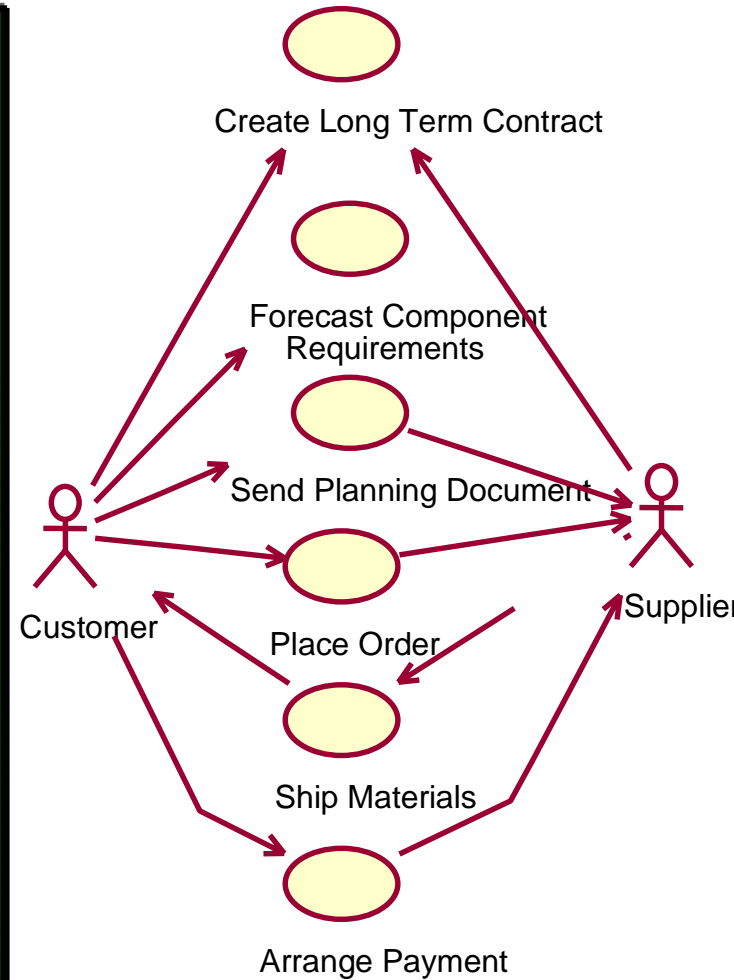 Create Long Term Contract
Forecast Component
Requirements
Send Planning Document
Customer
Supplier
Place Order
Ship Materials
Arrange Payment